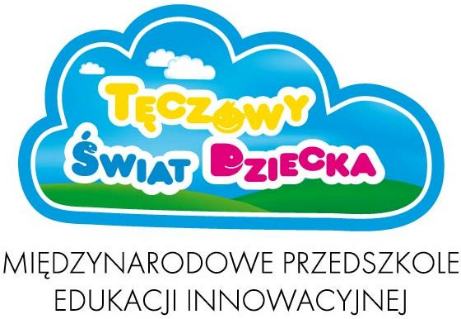 TĘCZOWY
ŚWIAT DZIECKA
MIĘDZYNARODOWE PRZEDSZKOLE
EDUKACJI INNOWACYJNEJ